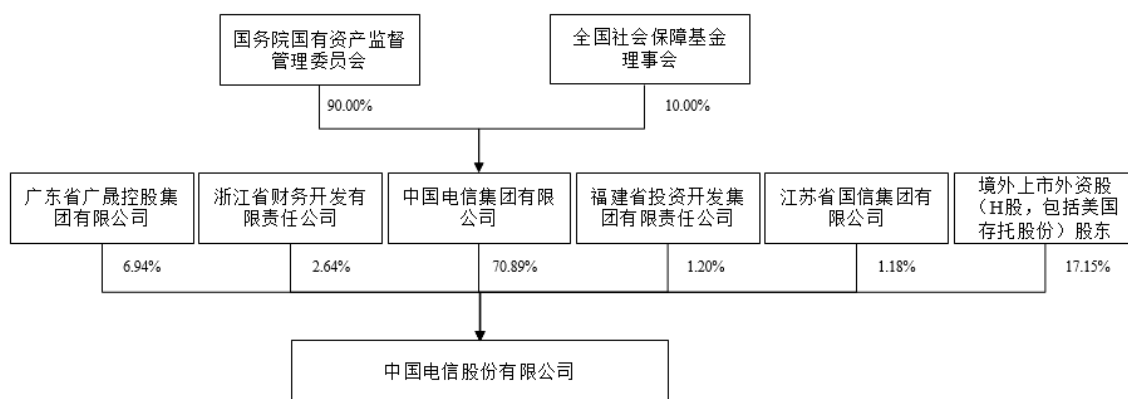 国务院国有资产监督
管理委员会
全国社会保障基金
理事会
90.00%
10.00%
广东省广晟控股集
团有限公司
浙江省财务开发有
限责任公司
中国电信集团有限
公司
福建省投资开发集
团有限责任公司
江苏省国信集团有
限公司
境外上市外资股
（H股，包括美国
存托股份）股东
6.94%
2.64%
70.89%
1.20%
1.18%
17.15%
中国电信股份有限公司